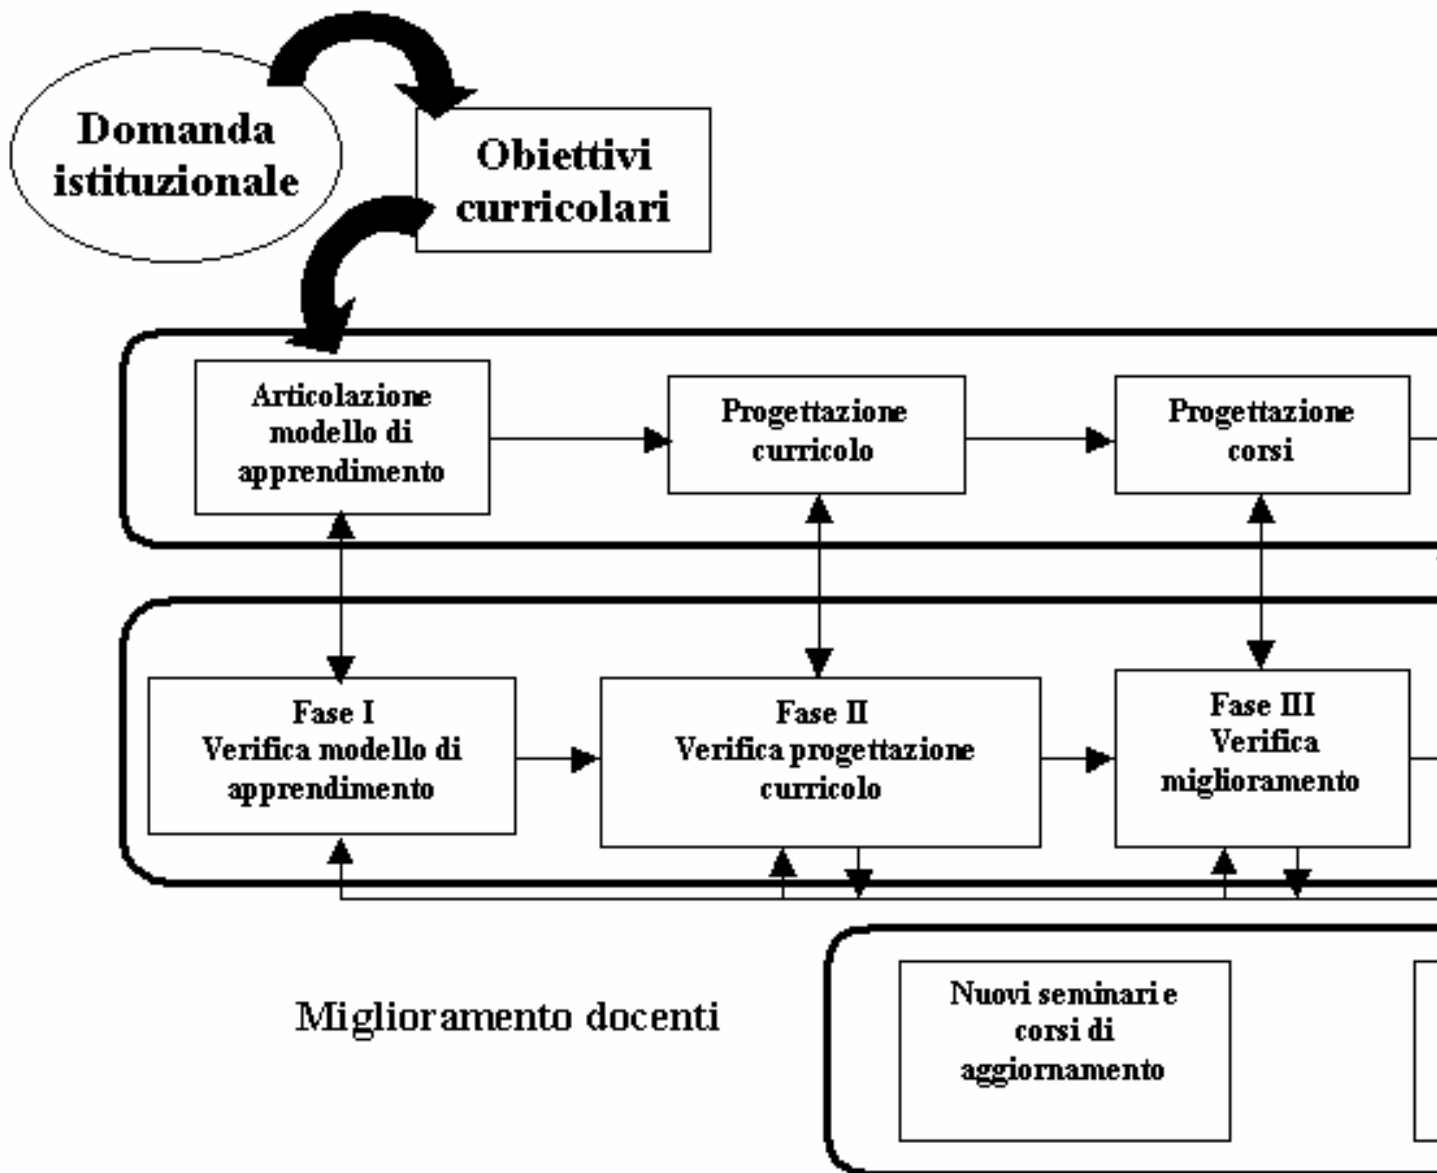 Domanda
istituzionale
Obiettivi
curricolari
Articolazione
modello di
apprendimento
Progettazione
curricolo
Progettazione
corsi
Fase I
Verifica modello di
apprendimento
Fase II
Verifica progettazione
curricolo
Fase III
Verifica
miglioramento
Miglioramento docenti
Nuovi seminari e
corsi di
aggiornamento